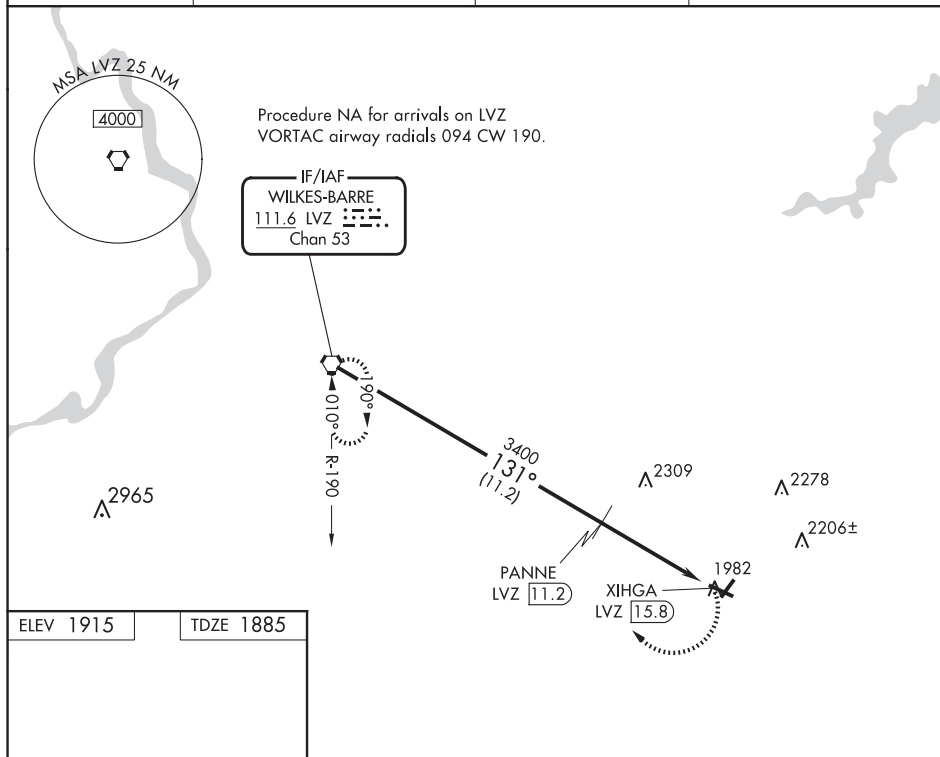 MSA LVZ 25 NM
4000
Procedure NA for arrivals on LVZ
VORTAC airway radials 094 CW 190.
IF/IAF
WILKES-BARRE
111.6 LVZ
Chan 53
190°
010°
R-190
3400
131°
(11.2)
2309
2278
2965
2206±
PANNE
LVZ 11.2
1982
XIHGA
LVZ 15.8
ELEV 1915
TDZE 1885